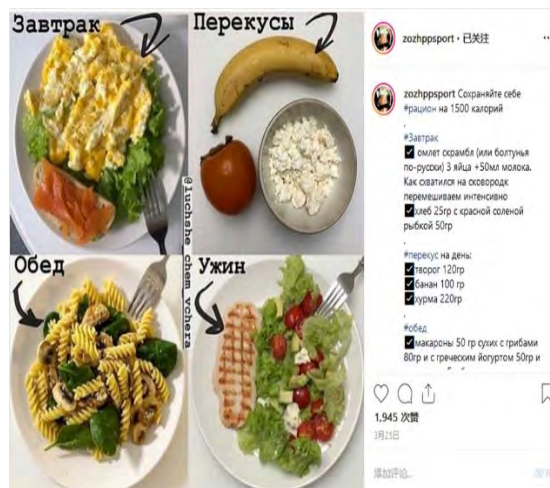 Завтрак
Перекусы
Обед
Ужин
@luchshe_chem_vchera
zozhppsport · 已关注
zozhppsport Сохраняйте себе
#рацион на 1500 калорий
.
#Завтрак
омлет скрамбл (или болтунья
по-русски) 3 яйца +50мл молока.
Как схватился на сковородк
перемешиваем интенсивно
хлеб 25гр с красной соленой
рыбкой 50гр
.
#перекус на день:
творог 120гр
банан 100 гр
хурма 220гр
.
#обед
макароны 50 гр сухих с грибами
80гр и с греческим йогуртом 50гр и
1,945 次赞
3月25日
添加评论...